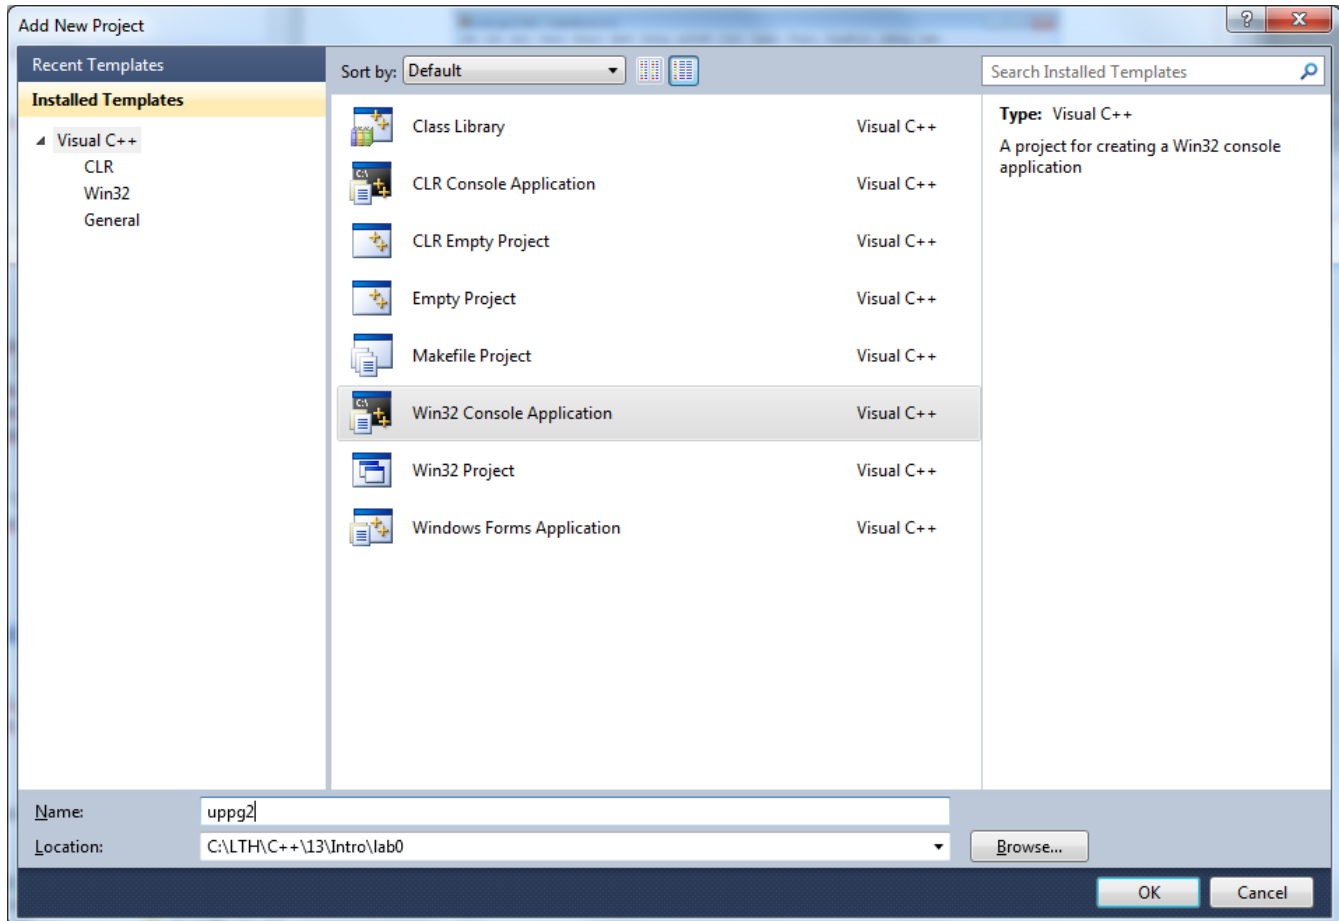 Add New Project
Recent Templates
Installed Templates
Visual C++
CLR
Win32
General
Sort by: Default
Search Installed Templates
Class Library Visual C++
CLR Console Application Visual C++
CLR Empty Project Visual C++
Empty Project Visual C++
Makefile Project Visual C++
Win32 Console Application Visual C++
Win32 Project Visual C++
Windows Forms Application Visual C++
Type: Visual C++
A project for creating a Win32 console
application
Name: uppg2
Location: C:\LTH\C++\13\Intro\lab0
Browse...
OK Cancel